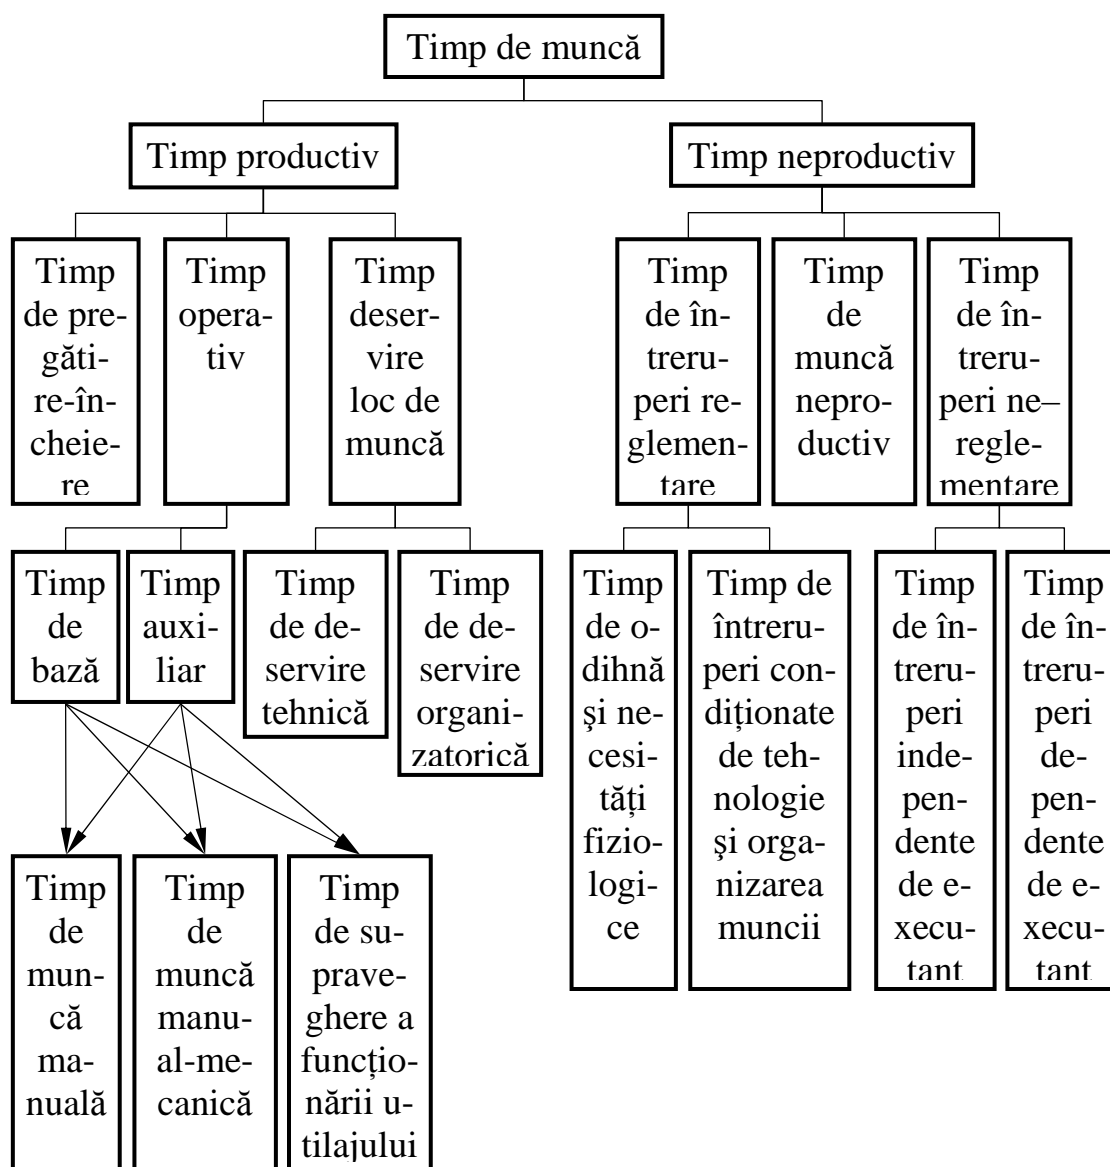 Timp de muncă
Timp productiv
Timp neproductiv
Timp
de pre-
găti-
re-în-
cheie-
re
Timp
opera-
tiv
Timp
deser-
vire
loc de
muncă
Timp
de în-
treru-
peri re-
glemen-
tare
Timp
de
muncă
nepro-
ductiv
Timp
de în-
treru-
peri ne–
regle-
mentare
Timp
de
bază
Timp
auxi-
liar
Timp
de de-
servire
tehnică
Timp
de de-
servire
organi-
zatorică
Timp
de o-
dihnă
şi ne-
cesi-
tăți
fizio-
logi-
ce
Timp de
întreru-
peri con-
diționate
de teh-
nologie
şi orga-
nizarea
muncii
Timp
de în-
treru-
peri
inde-
pen-
dente
de e-
xecu-
tant
Timp
de în-
treru-
peri
de-
pen-
dente
de e-
xecu-
tant
Timp
de
mun-
că
ma-
nuală
Timp
de
muncă
manu-
al-me-
canică
Timp
de su-
prave-
ghere a
funcțio-
nării u-
tilajului